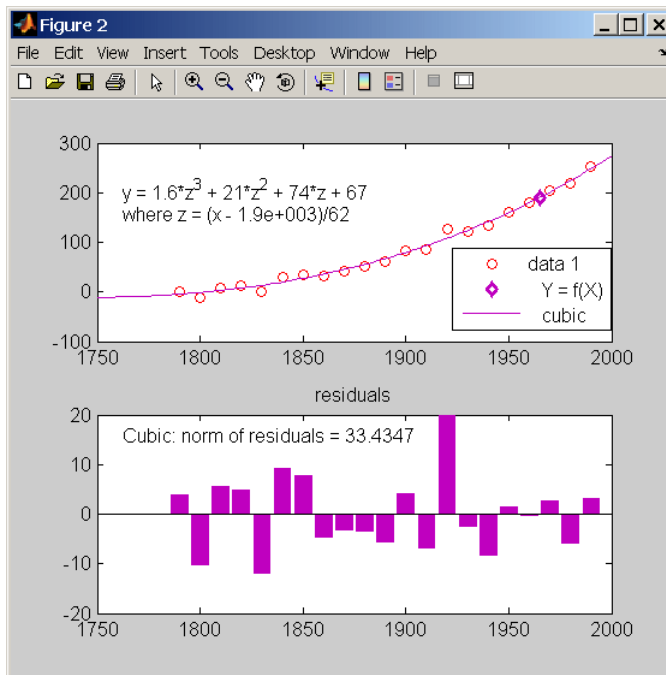 Figure 2
File Edit View Insert Tools Desktop Window Help
300
200
100
0
-100
y = 1.6*z^3 + 21*z^2 + 74*z + 67
where z = (x - 1.9e+003)/62
data 1
Y = f(X)
cubic
1750 1800 1850 1900 1950 2000
residuals
20
10
0
-10
-20
Cubic: norm of residuals = 33.4347
1750 1800 1850 1900 1950 2000